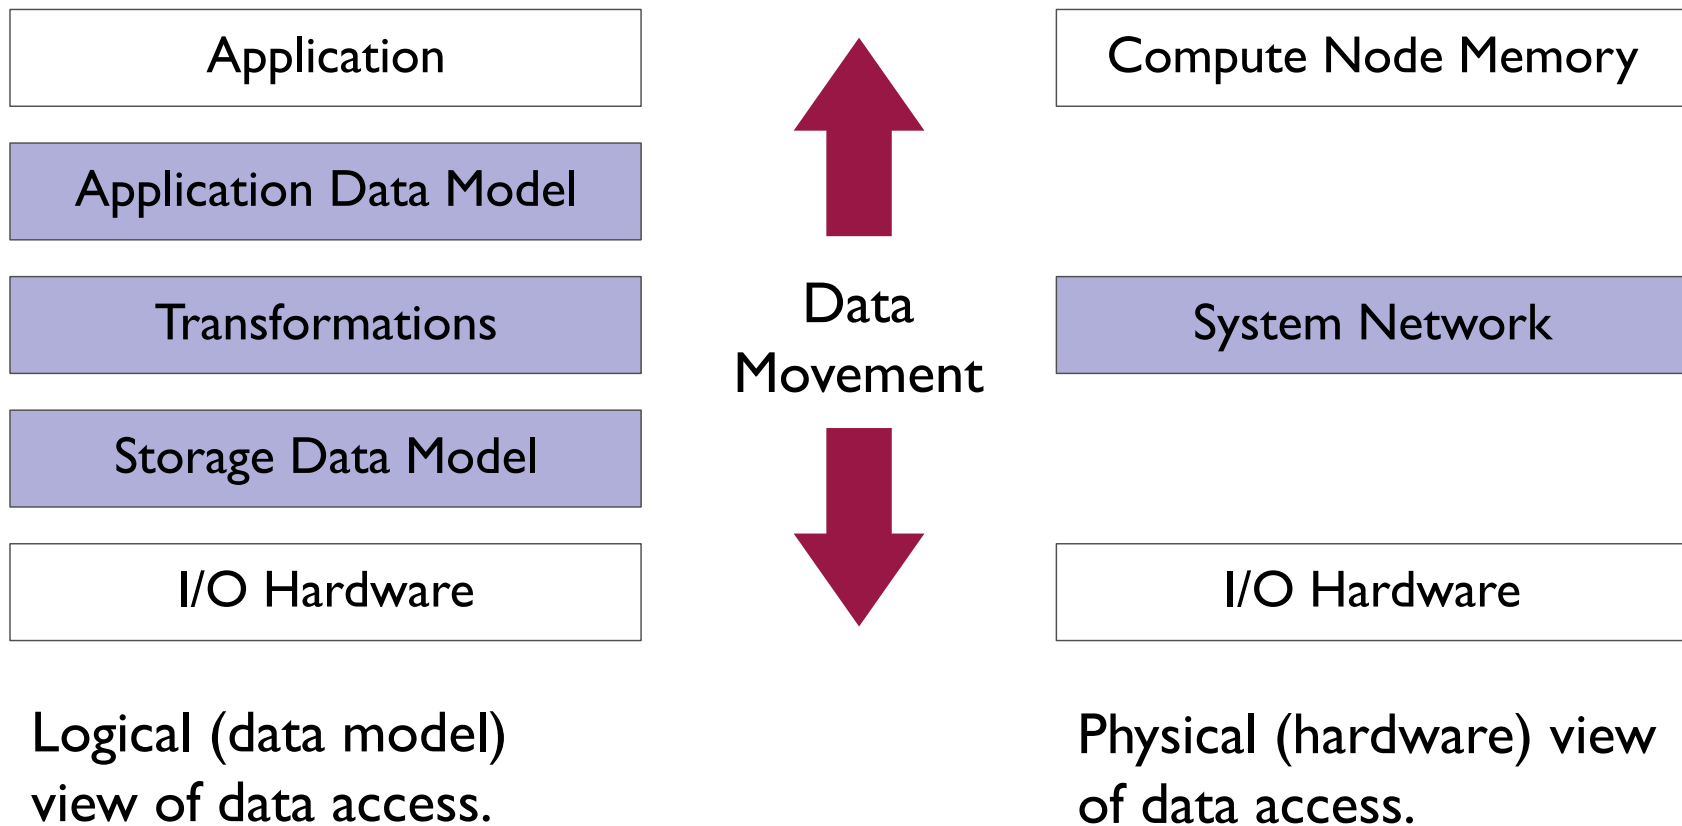 Application
Application Data Model
Transformations
Storage Data Model
I/O Hardware
Logical (data model)
view of data access.
Data
Movement
Compute Node Memory
System Network
I/O Hardware
Physical (hardware) view
of data access.